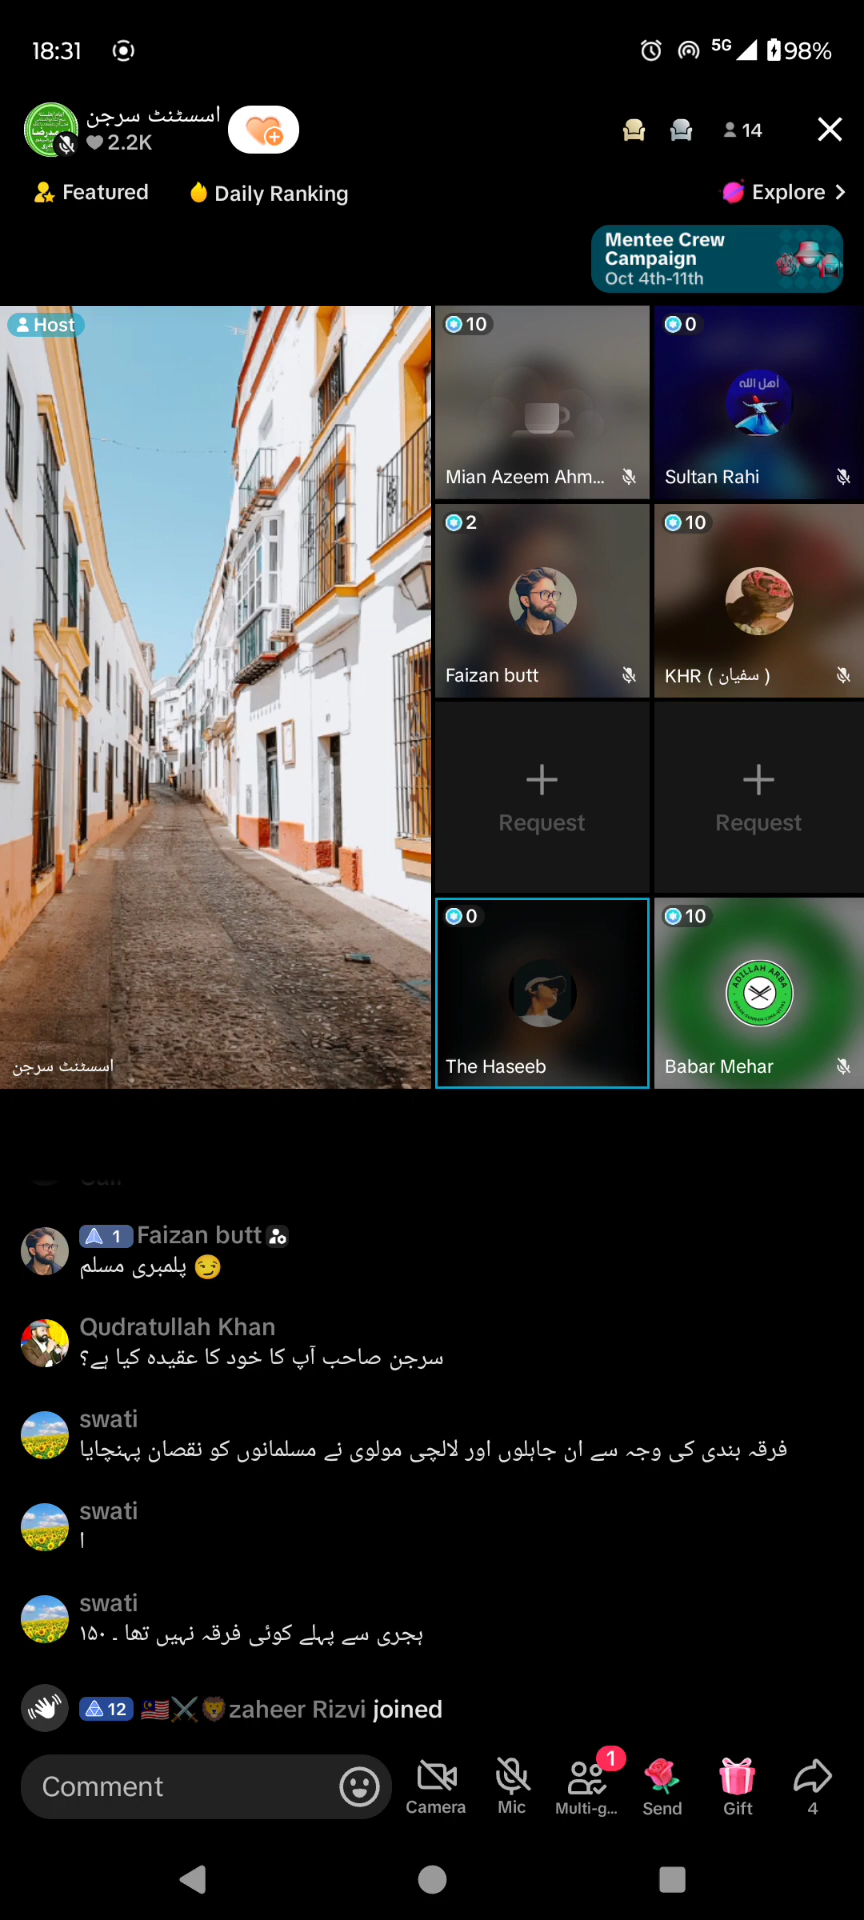 18:31
5G
98%
اسسٹنٹ سرجن
2.2K
14
Featured
Daily Ranking
Explore
Mentee Crew
Campaign
Oct 4th-11th
Host
10
0
أهل الله
Mian Azeem Ahm...
Sultan Rahi
2
10
Faizan butt
KHR ( سفیان )
Request
Request
0
10
ADILLAH ARBA
The Haseeb
Babar Mehar
اسسٹنٹ سرجن
1 Faizan butt
پلمبری مسلم 😏
Qudratullah Khan
سرجن صاحب آپ کا خود کا عقیدہ کیا ہے؟
swati
فرقہ بندی کی وجہ سے ان جاہلوں اور لالچی مولوی نے مسلمانوں کو نقصان پہنچایا
swati
ا
swati
ہجری سے پہلے کوئی فرقہ نہیں تھا ۔ ۱۵۰
12 🇲🇾⚔️🦁zaheer Rizvi joined
Comment
1
Camera
Mic
Multi-g...
Send
Gift
4